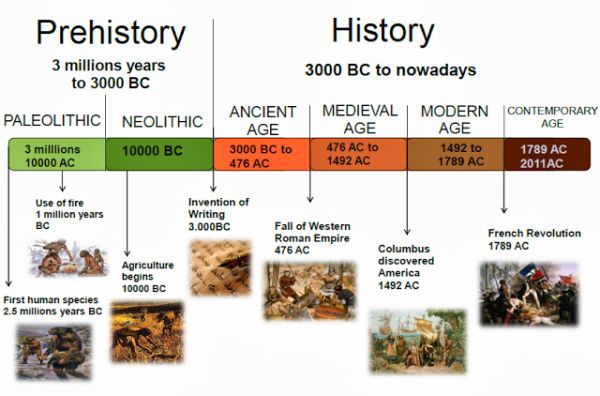 Prehistory
3 millions years
to 3000 BC
History
3000 BC to nowadays
PALEOLITHIC
NEOLITHIC
ANCIENT
AGE
MEDIEVAL
AGE
MODERN
AGE
CONTEMPORARY
AGE
3 milllions
10000 AC
10000 BC
3000 BC to
476 AC
476 AC to
1492 AC
1492 to
1789 AC
1789 AC
2011AC
Use of fire
1 million years
BC
First human species
2.5 millions years BC
Agriculture
begins
10000 BC
Invention of
Writing
3.000BC
Fall of Western
Roman Empire
476 AC
Columbus
discovered
America
1492 AC
French Revolution
1789 AC